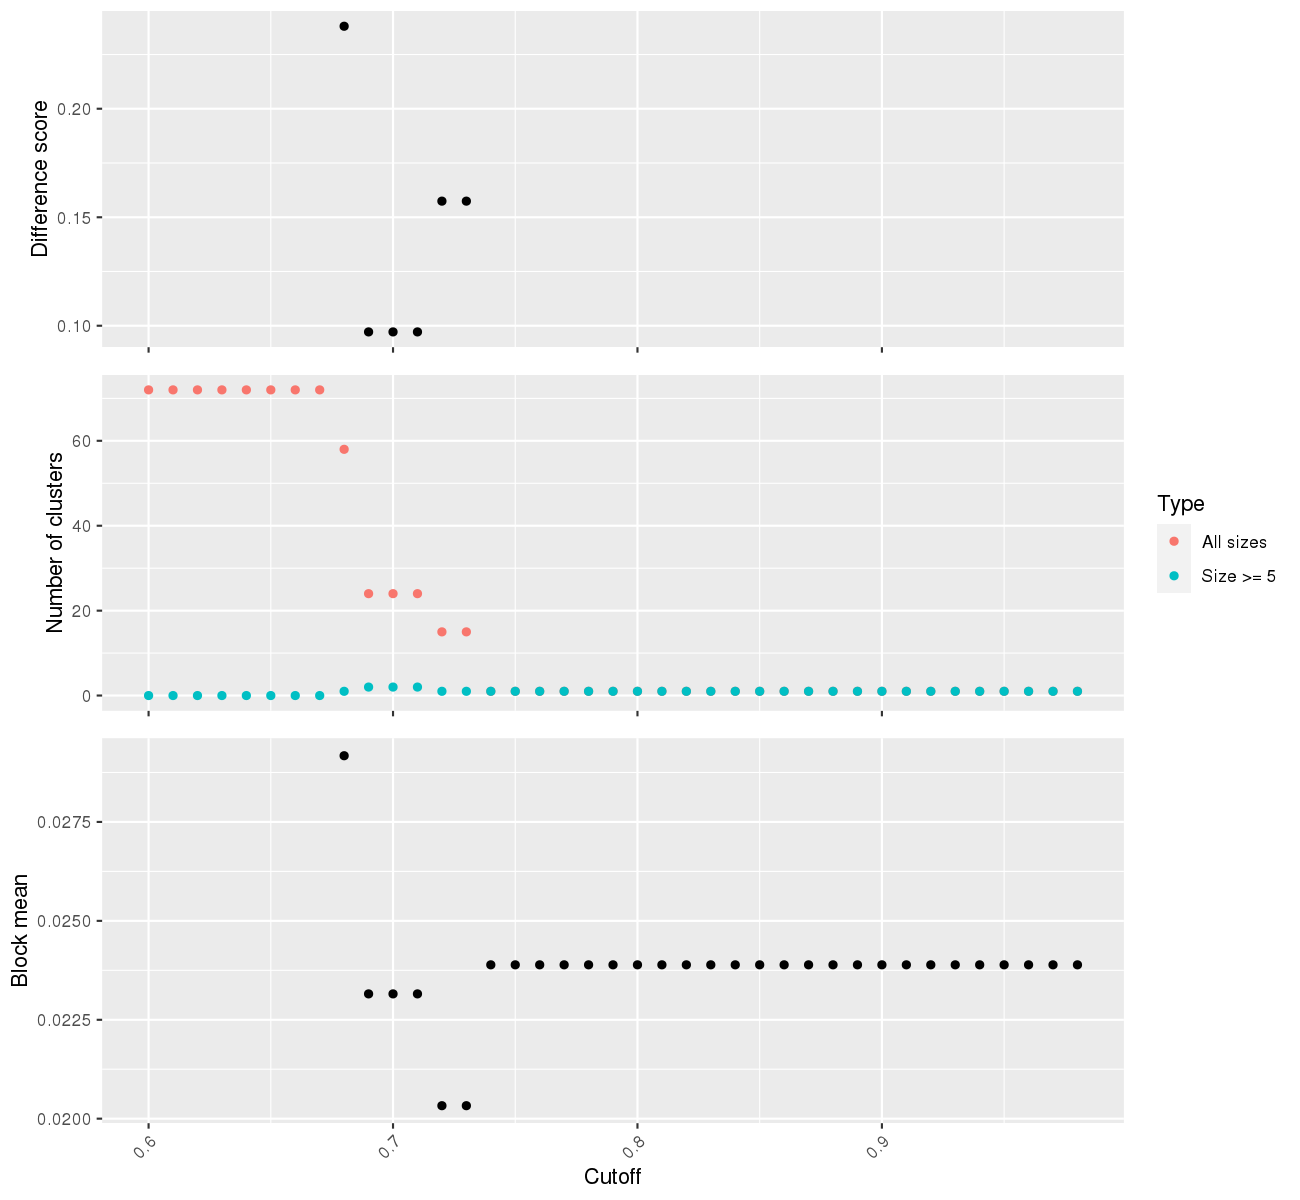 Difference score
0.20
0.15
0.10
Number of clusters
60
40
20
0
Type
All sizes
Size >= 5
Block mean
0.0275
0.0250
0.0225
0.0200
0.6
0.7
0.8
0.9
Cutoff